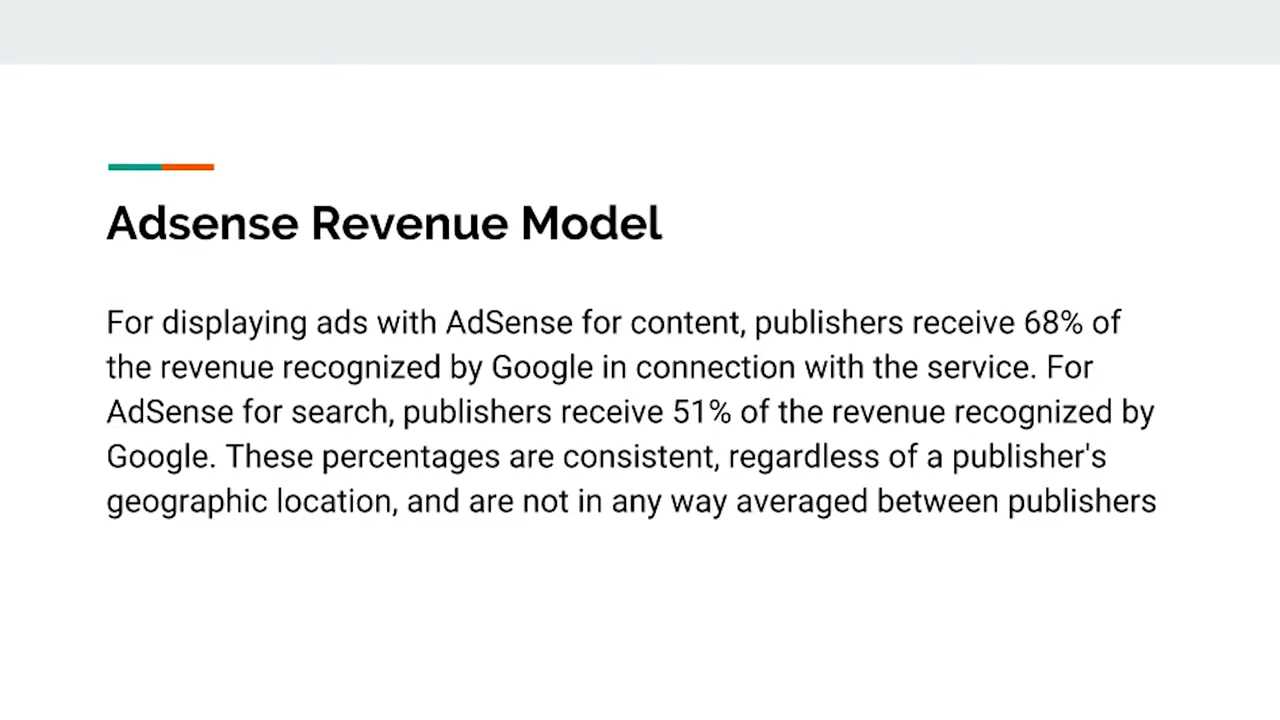 Adsense Revenue Model
For displaying ads with AdSense for content, publishers receive 68% of
the revenue recognized by Google in connection with the service. For
AdSense for search, publishers receive 51% of the revenue recognized by
Google. These percentages are consistent, regardless of a publisher's
geographic location, and are not in any way averaged between publishers